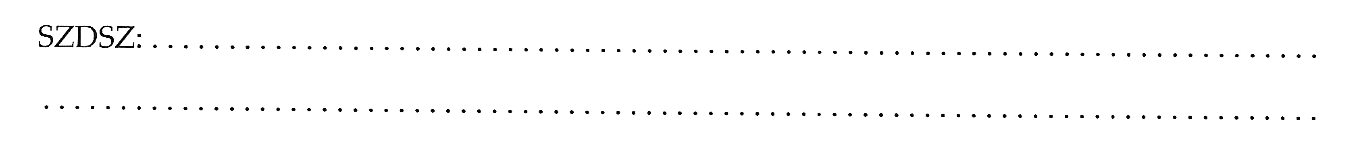 SZDSZ: . . . . . . . . . . . . . . . . . . . . . . . . . . . . . . . . . . . . . . . . . . . . . . . . . . . . . . . . . . . . . . . . . . . . . . . . . . . .
. . . . . . . . . . . . . . . . . . . . . . . . . . . . . . . . . . . . . . . . . . . . . . . . . . . . . . . . . . . . . . . . . . . . . . . . . . . . . . . . . . .